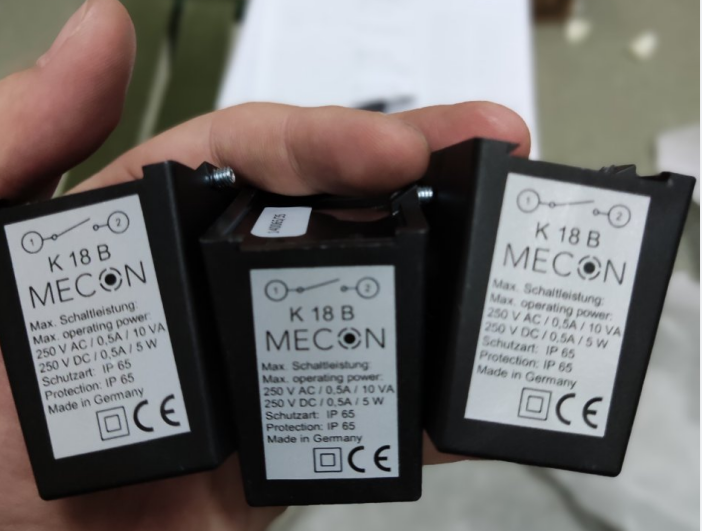 1 2
K 18 B
MECON
Max. Schaltleistung:
Max. operating power:
250 V AC / 0,5A / 10 VA
250 V DC / 0,5A / 5 W
Schutzart: IP 65
Protection: IP 65
Made in Germany
CE
1 2
K 18 B
MECON
Max. Schaltleistung:
Max. operating power:
250 V AC / 0,5A / 10 VA
250 V DC / 0,5A / 5 W
Schutzart: IP 65
Protection: IP 65
Made in Germany
CE
1 2
K 18 B
MECON
Max. Schaltleistung:
Max. operating power:
250 V AC / 0,5A / 10 VA
250 V DC / 0,5A / 5 W
Schutzart: IP 65
Protection: IP 65
Made in Germany
CE